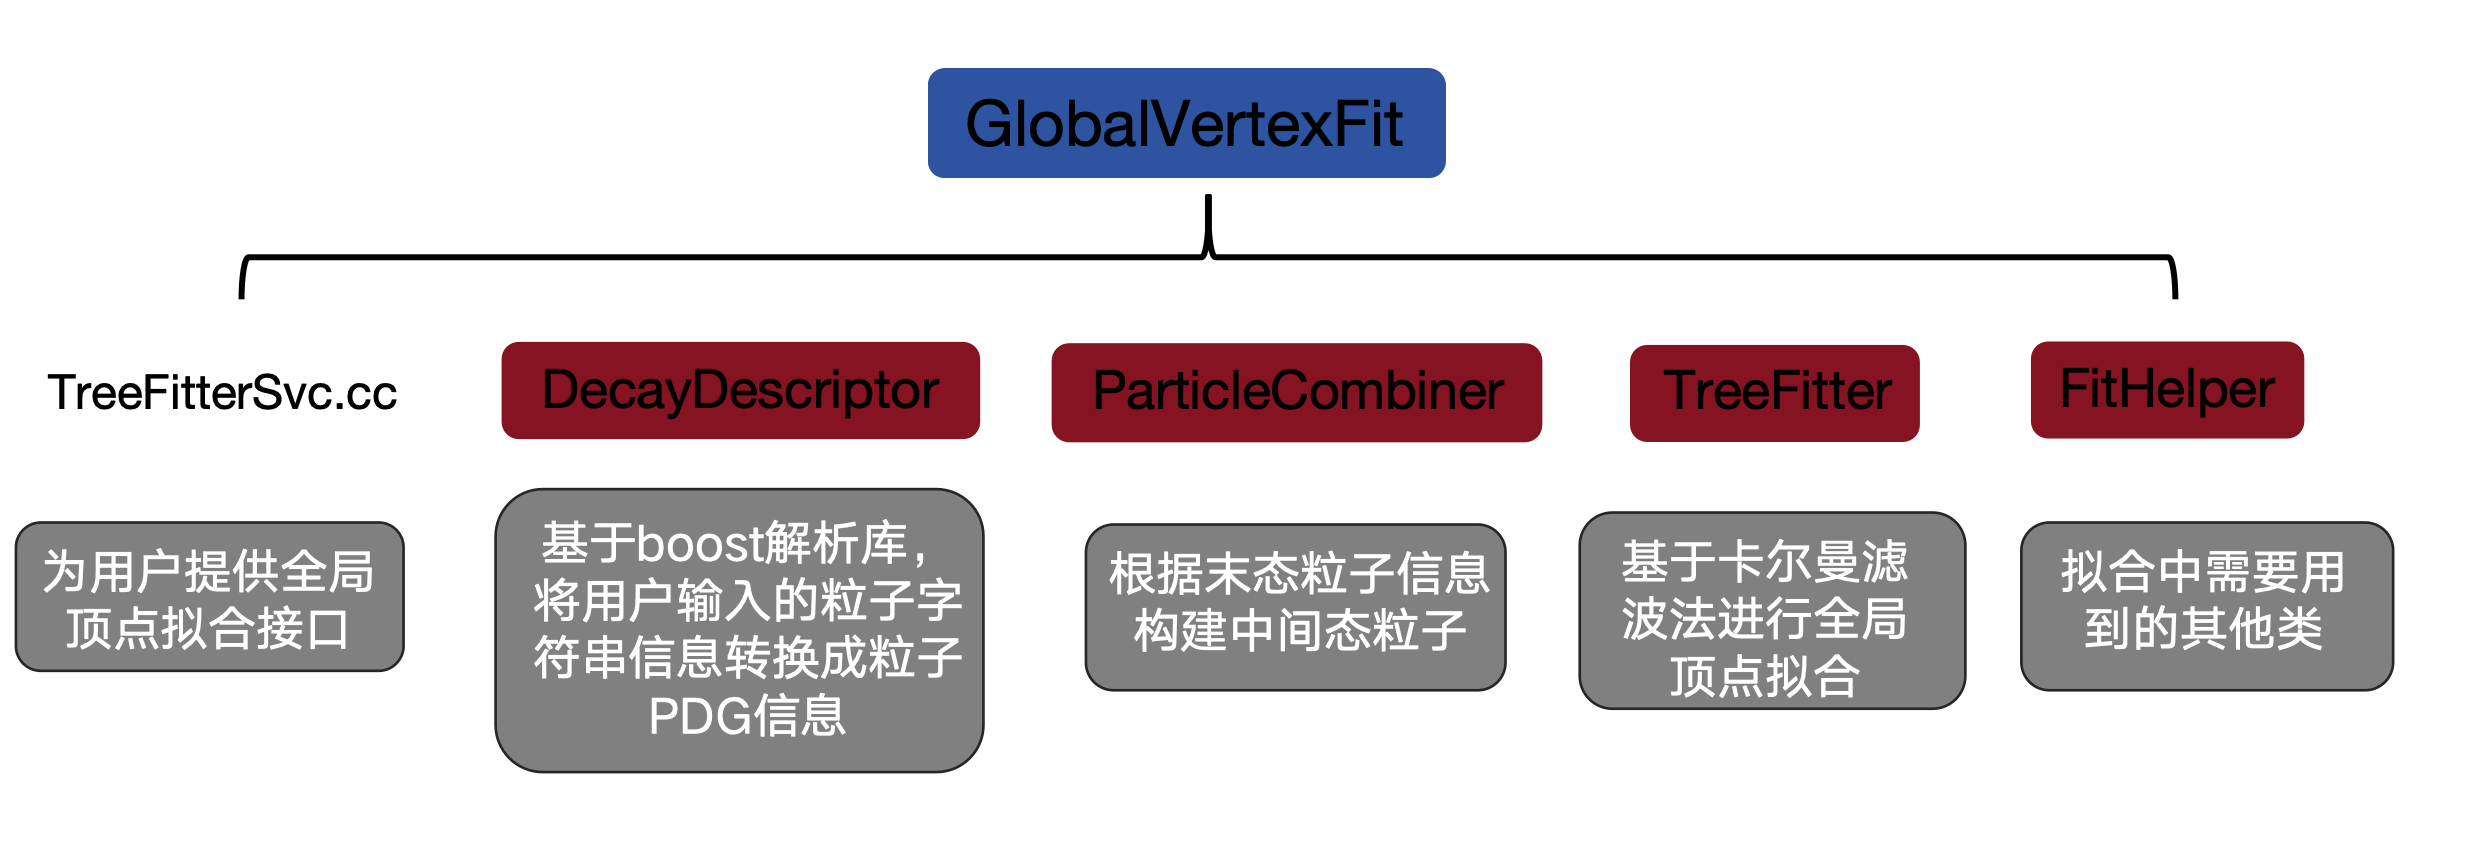 GlobalVertexFit
TreeFitterSvc.cc
DecayDescriptor
ParticleCombiner
TreeFitter
FitHelper
为用户提供全局
顶点拟合接口
基于boost解析库，
将用户输入的粒子字
符串信息转换成粒子
PDG信息
根据末态粒子信息
构建中间态粒子
基于卡尔曼滤
波法进行全局
顶点拟合
拟合中需要用
到的其他类